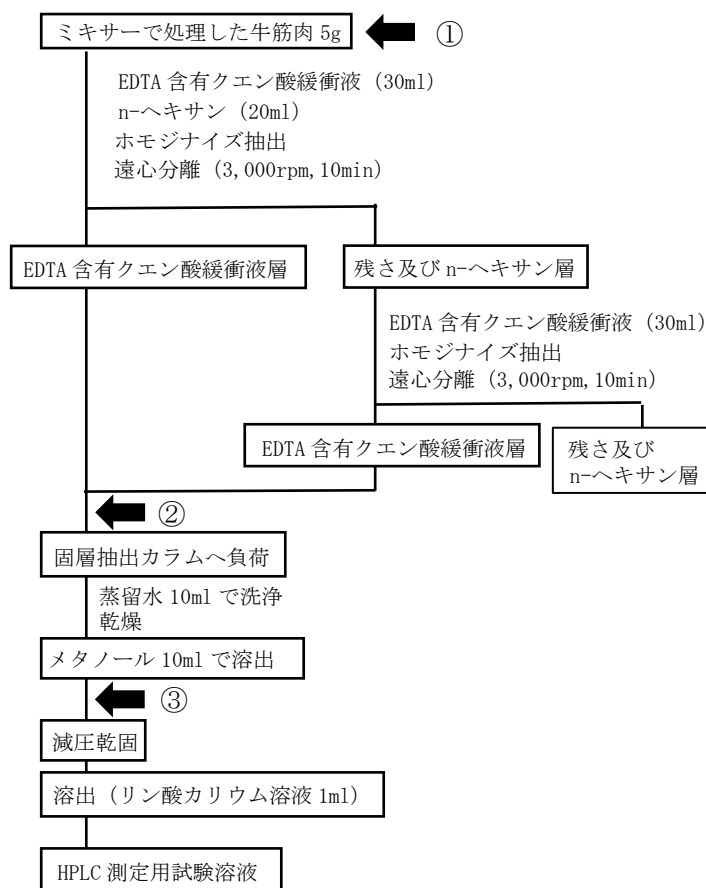 ミキサーで処理した牛筋肉 5g
①
EDTA 含有クエン酸緩衝液（30ml）
n-ヘキサン（20ml）
ホモジナイズ抽出
遠心分離（3,000rpm,10min）
EDTA 含有クエン酸緩衝液層
残さ及び n-ヘキサン層
EDTA 含有クエン酸緩衝液（30ml）
ホモジナイズ抽出
遠心分離（3,000rpm,10min）
EDTA 含有クエン酸緩衝液層
残さ及び
n-ヘキサン層
②
固層抽出カラムへ負荷
蒸留水 10ml で洗浄
乾燥
メタノール 10ml で溶出
③
減圧乾固
溶出（リン酸カリウム溶液 1ml）
HPLC 測定用試験溶液